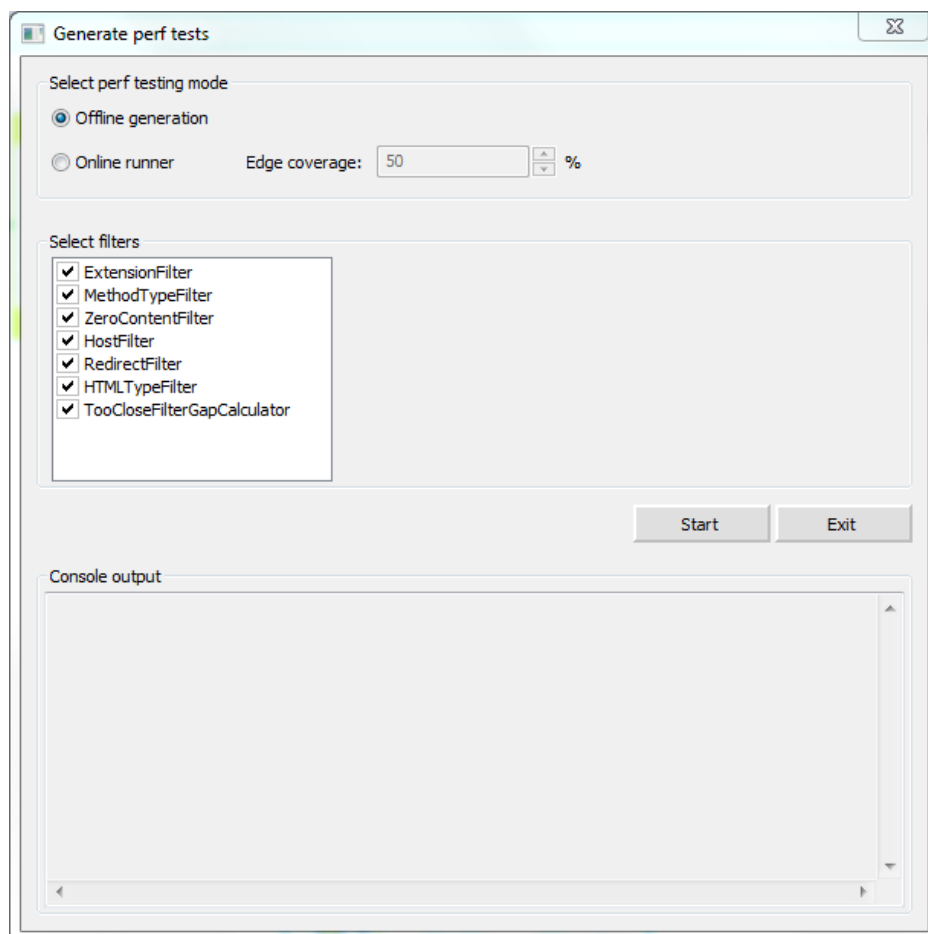 Generate perf tests
Select perf testing mode
Offline generation
Online runner Edge coverage: 50 %
Select filters
ExtensionFilter
MethodTypeFilter
ZeroContentFilter
HostFilter
RedirectFilter
HTMLTypeFilter
TooCloseFilterGapCalculator
Start Exit
Console output